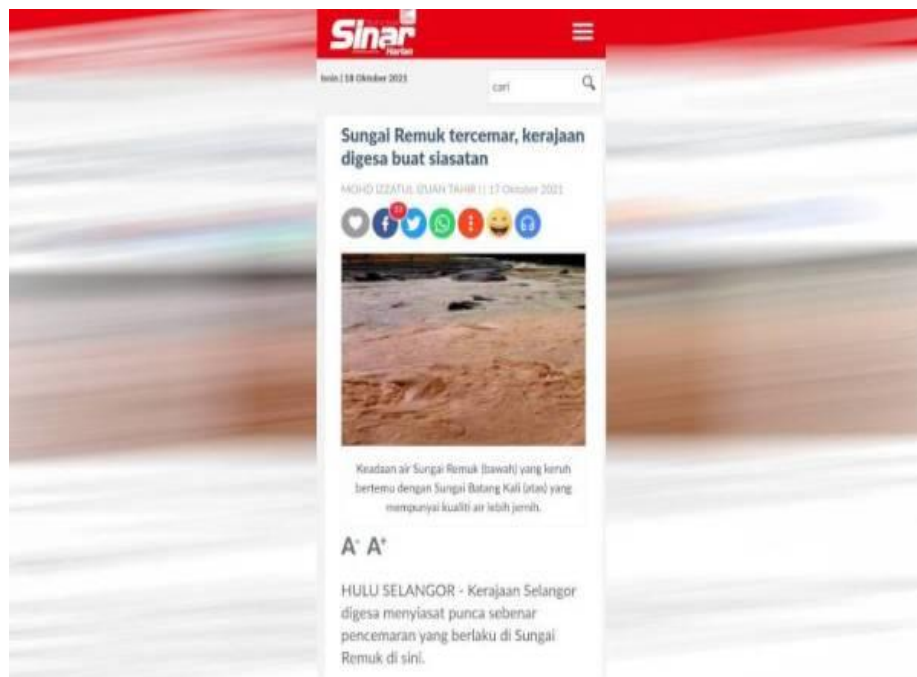 Sinar
Harian
Isnin | 18 Oktober 2021
cari
Sungai Remuk tercemar, kerajaan
digesa buat siasatan
MOHD IZZATUL IZUAN TAHIR | | 17 Oktober 2021
Keadaan air Sungai Remuk (bawah) yang keruh
bertemu dengan Sungai Batang Kali (atas) yang
mempunyai kualiti air lebih jernih.
A- A+
HULU SELANGOR - Kerajaan Selangor
digesa menyiasat punca sebenar
pencemaran yang berlaku di Sungai
Remuk di sini.